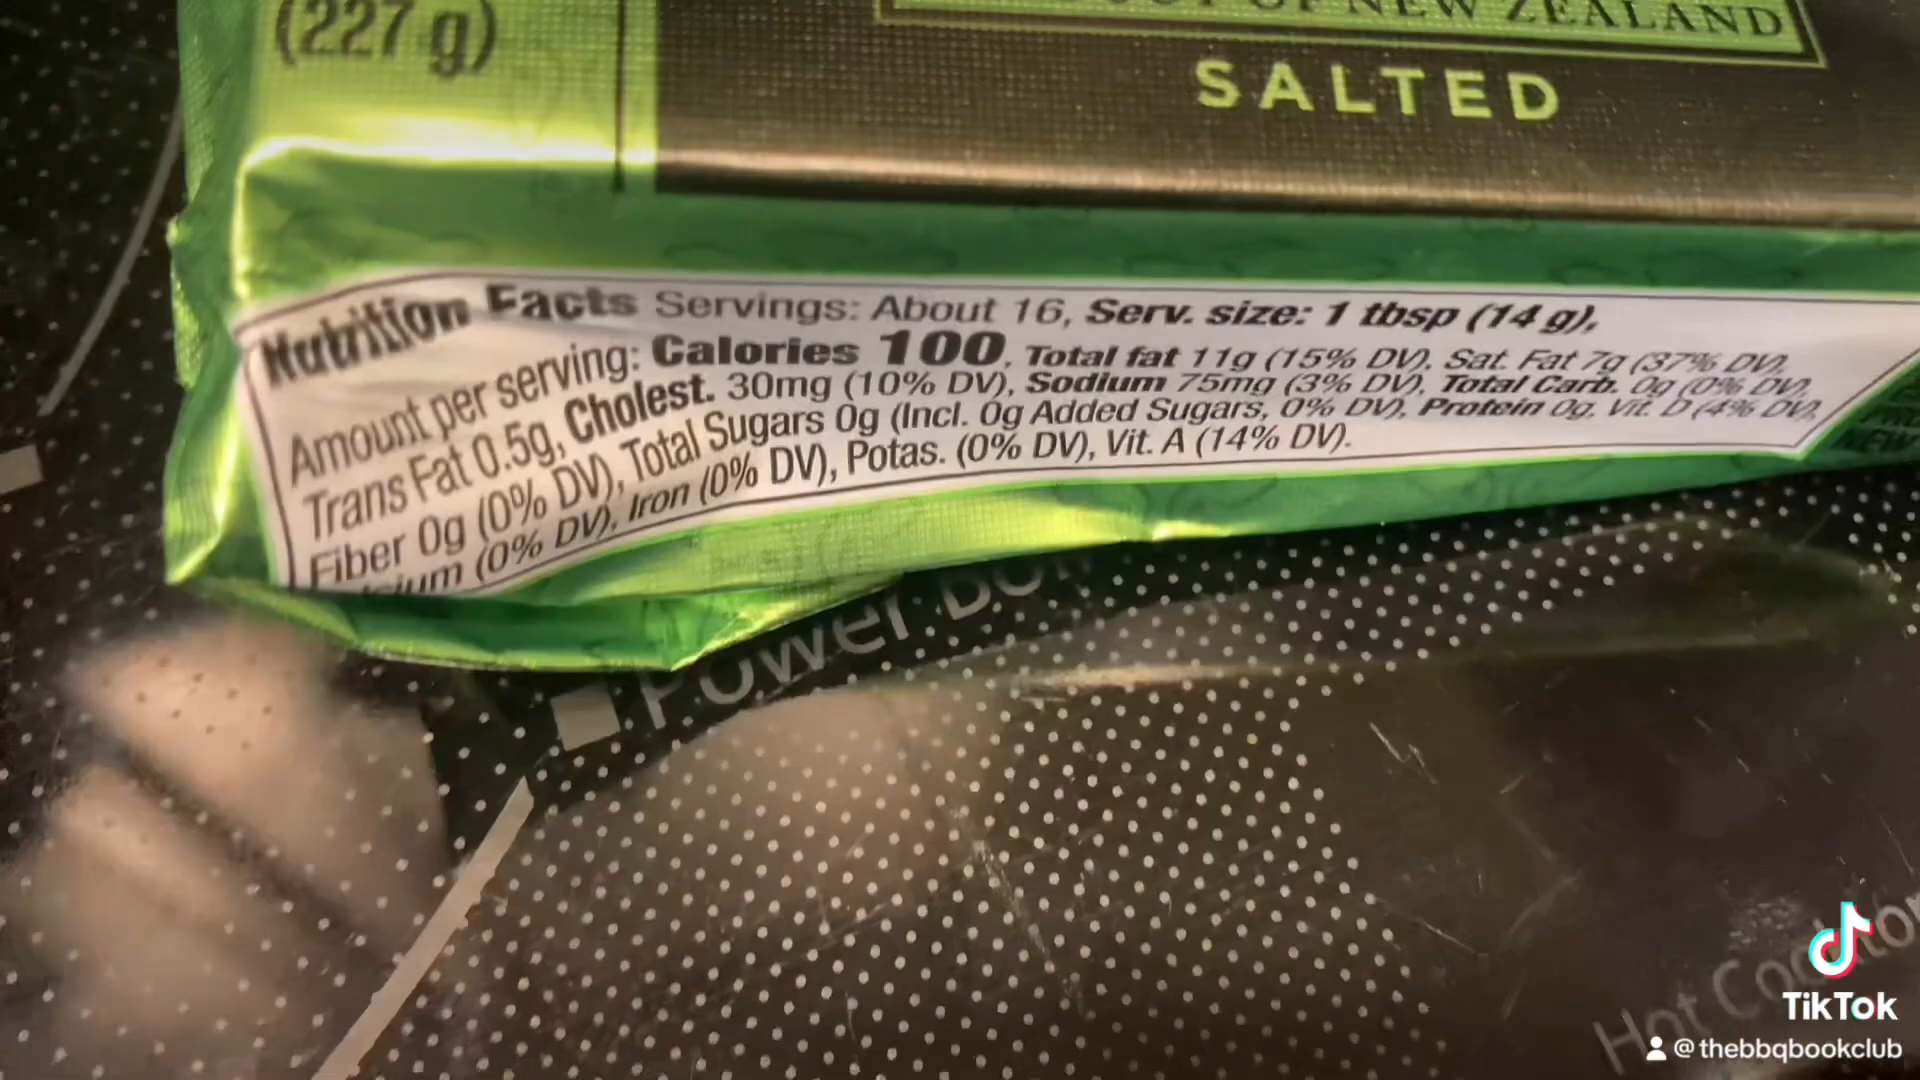 (227 g)
OF NEW ZEALAND
SALTED
Nutrition Facts Servings: About 16, Serv. size: 1 tbsp (14 g),
Amount per serving: Calories 100, Total fat 11g (15% DV), Sat. Fat 7g (37% DV),
Trans Fat 0.5g, Cholest. 30mg (10% DV), Sodium 75mg (3% DV), Total Carb. 0g (0% DV),
Fiber 0g (0% DV), Total Sugars 0g (Incl. 0g Added Sugars, 0% DV), Protein 0g, Vit. D (4% DV),
(0% DV), Iron (0% DV), Potas. (0% DV), Vit. A (14% DV).
NEW
Power
Hot
TikTok
@thebbqbookclub